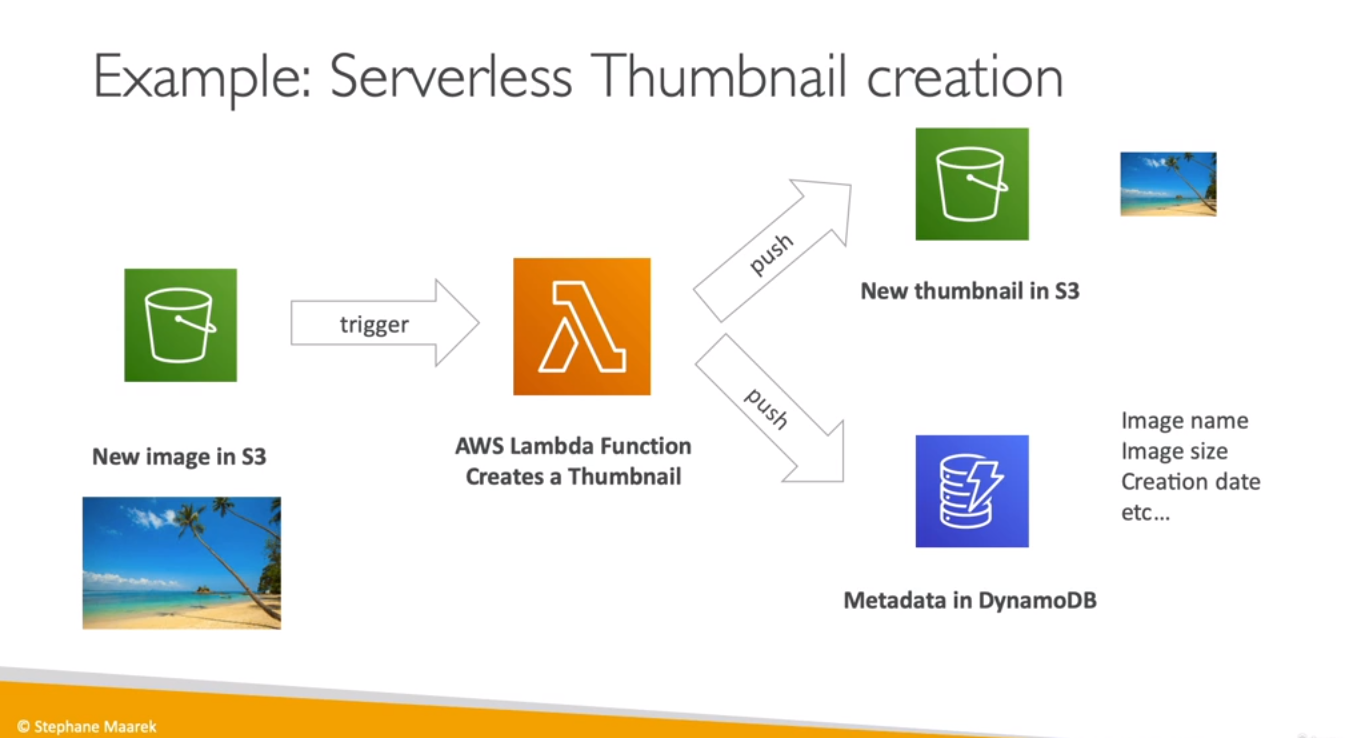 Example: Serverless Thumbnail creation
trigger
push
push
New image in S3
AWS Lambda Function
Creates a Thumbnail
New thumbnail in S3
Image name
Image size
Creation date
etc...
Metadata in DynamoDB
© Stephane Maarek